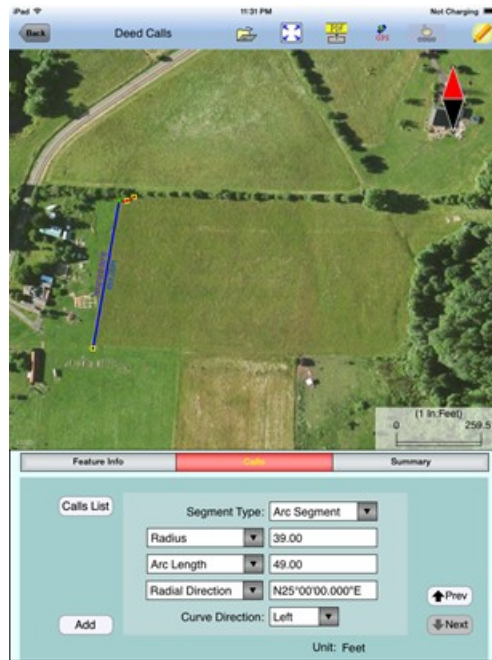 iPad 11:31 PM Not Charging
Back Deed Calls PDF GPS
(1 In:Feet)
0 259.5
Feature Info Calls Summary
Calls List
Segment Type: Arc Segment
Radius 39.00
Arc Length 49.00
Radial Direction N25°00'00.000"E
Prev
Add Curve Direction: Left Next
Unit: Feet